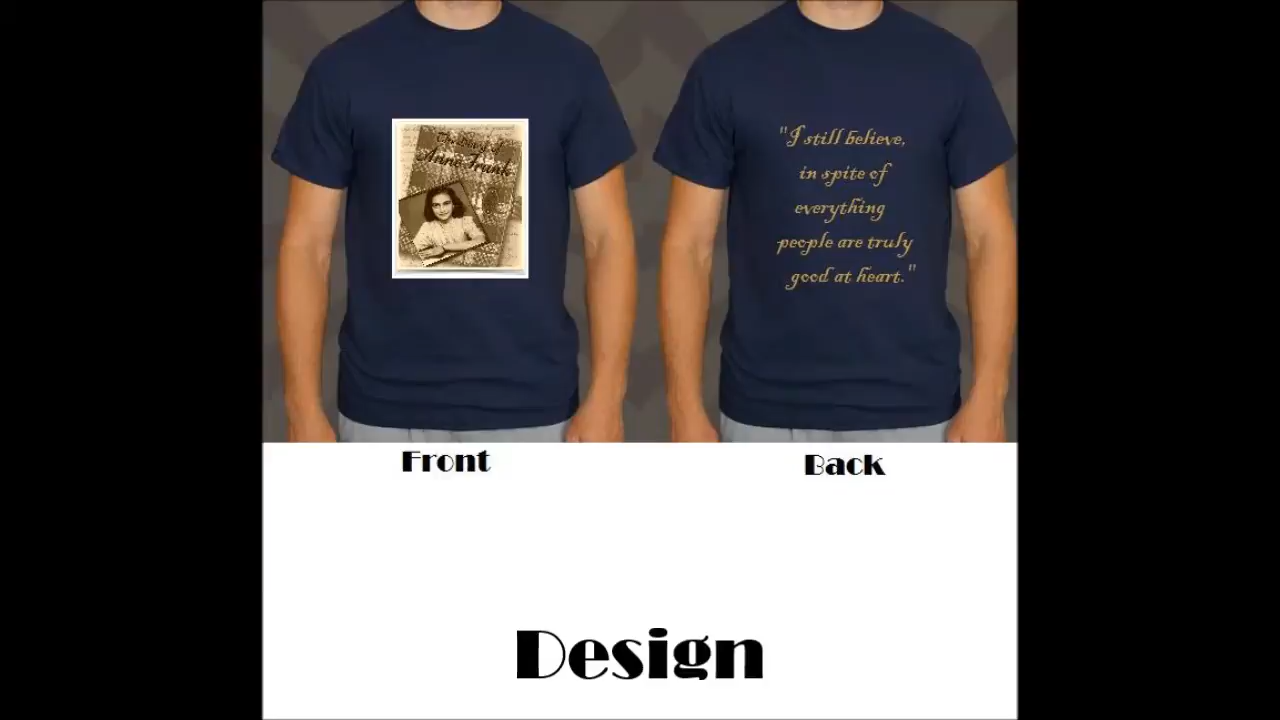 The Diary of
Anne Frank
"I still believe,
in spite of
everything
people are truly
good at heart."
Front
Back
Design